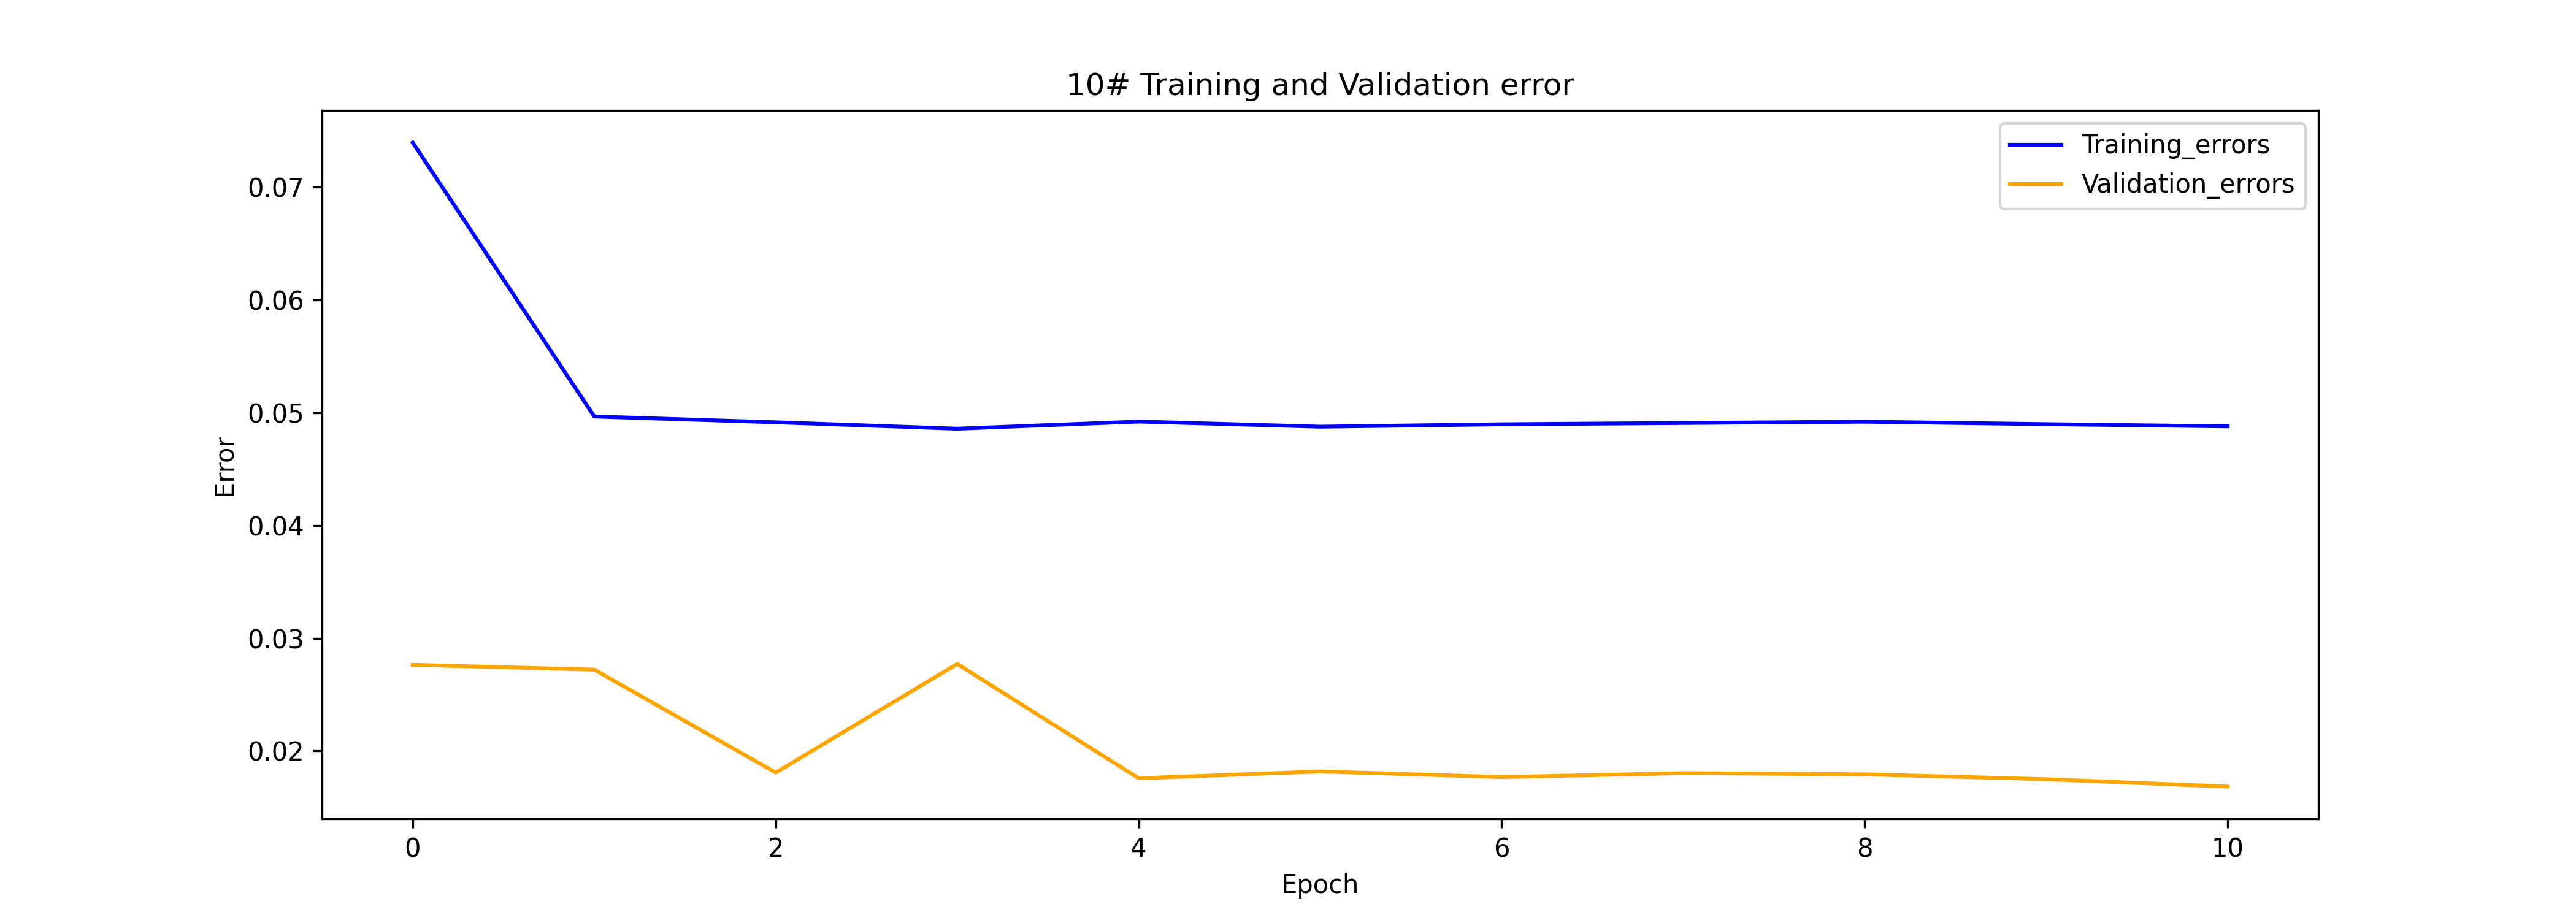 10# Training and Validation error
Training_errors
Validation_errors
0.07
0.06
0.05
0.04
0.03
0.02
Error
0 2 4 6 8 10
Epoch